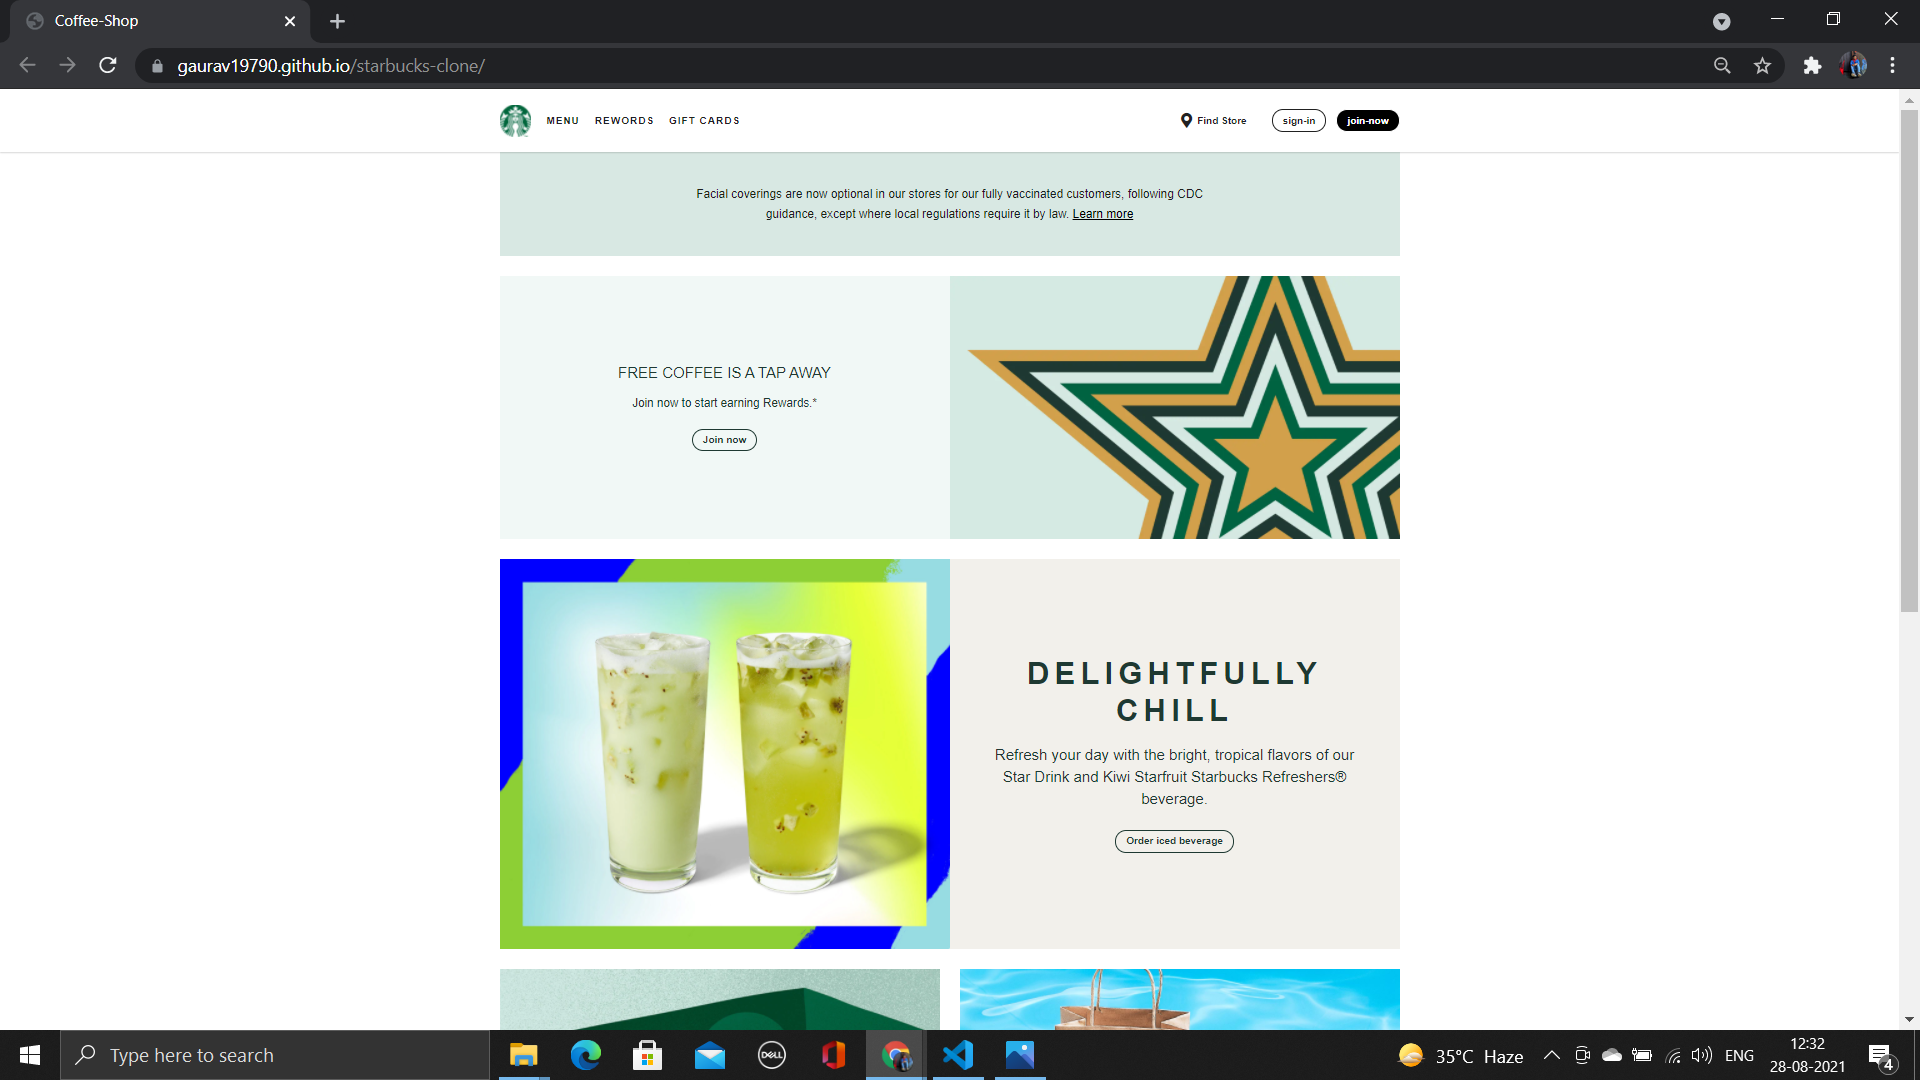 Coffee-Shop
gaurav19790.github.io/starbucks-clone/
MENU REWORDS GIFT CARDS
Find Store sign-in join-now
Facial coverings are now optional in our stores for our fully vaccinated customers, following CDC
guidance, except where local regulations require it by law. Learn more
FREE COFFEE IS A TAP AWAY
Join now to start earning Rewards.*
Join now
DELIGHTFULLY
CHILL
Refresh your day with the bright, tropical flavors of our
Star Drink and Kiwi Starfruit Starbucks Refreshers®
beverage.
Order iced beverage
Type here to search
DELL
35°C Haze
ENG
12:32
28-08-2021
4